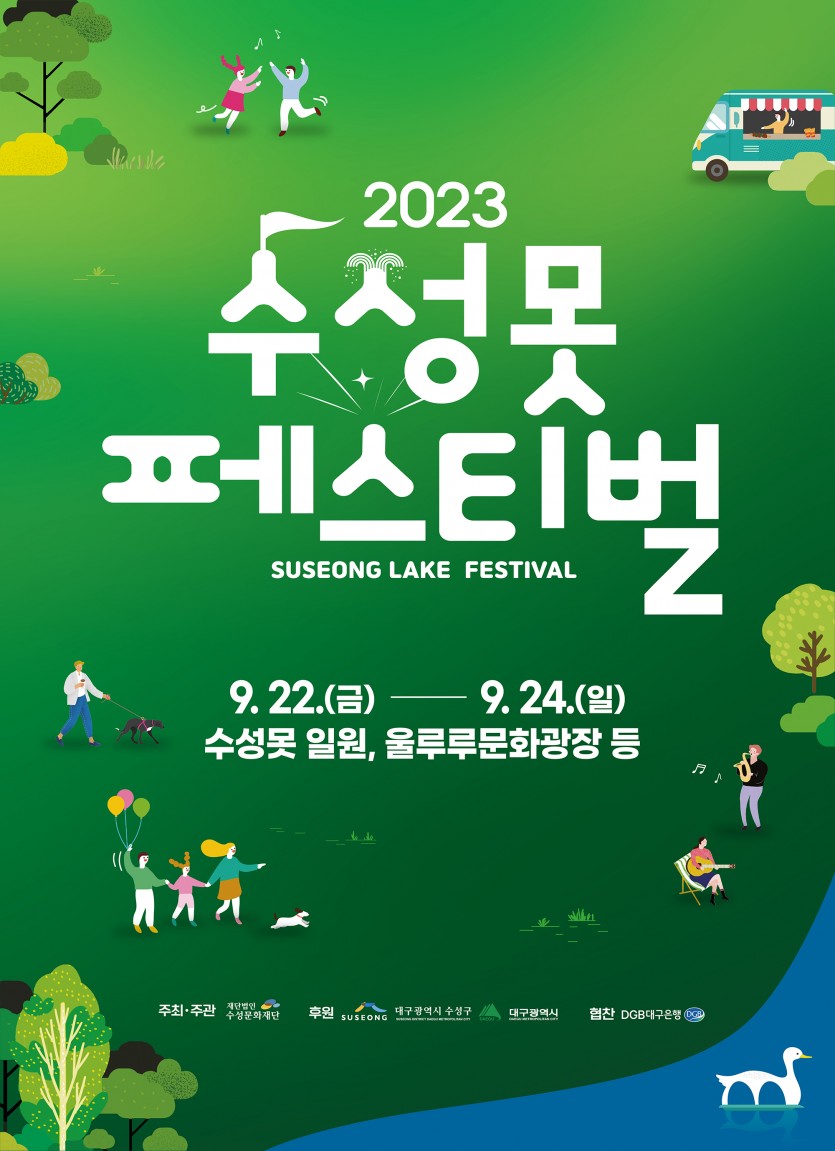 2023
수성못
페스티벌
SUSEONG LAKE FESTIVAL
9. 22.(금) 9. 24.(일)
수성못 일원, 울루루문화광장 등
주최·주관 재단법인 수성문화재단 후원 SUSEONG 대구광역시 수성구 대구광역시 협찬 DGB대구은행 DGB